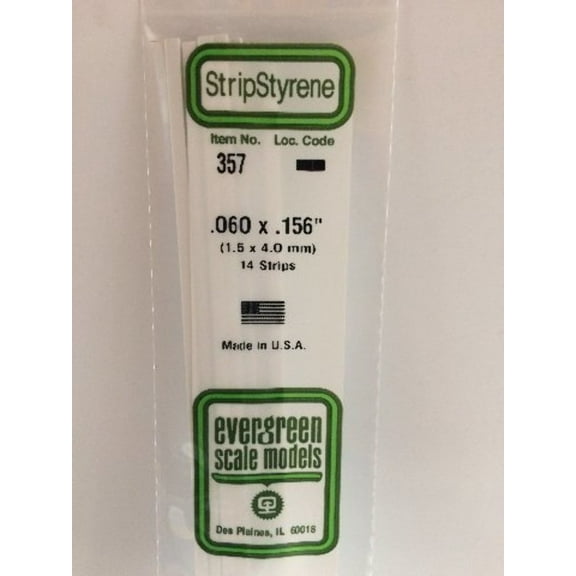 StripStyrene
Item No. Loc. Code
357
.060 x .156"
(1.5 x 4.0 mm)
14 Strips
Made in U.S.A.
evergreen
scale models
Des Plaines, IL 60018